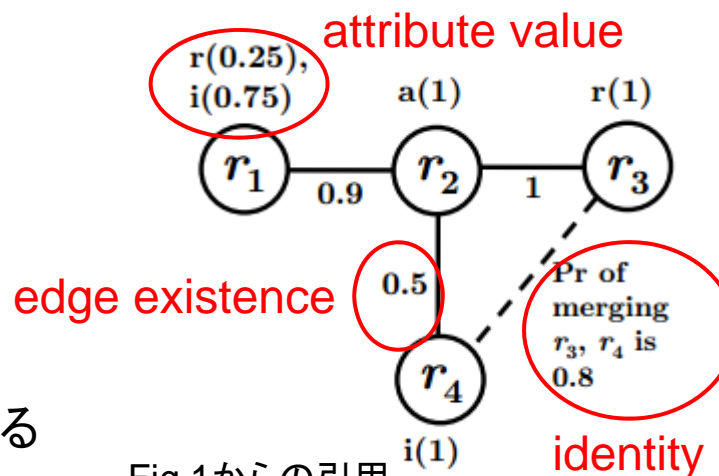 attribute value
r(0.25),
i(0.75)
a(1)
r(1)
r1
r2
r3
0.9
1
edge existence
0.5
Pr of
merging
r3, r4 is
0.8
r4
る
i(1)
identity
Fig.1からの引用